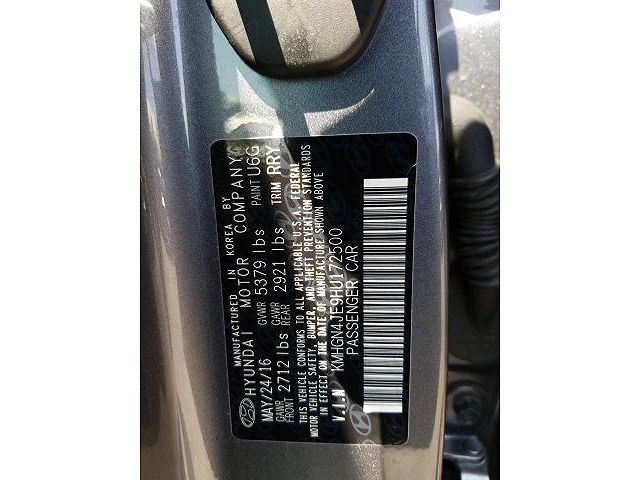 MANUFACTURED IN KOREA BY
HYUNDAI MOTOR COMPANY
MAY/24/16 GVWR 5379 lbs PAINT U6G
GAWR FRONT 2712 lbs GAWR REAR 2921 lbs TRIM RRY
THIS VEHICLE CONFORMS TO ALL APPLICABLE U.S.A. FEDERAL
MOTOR VEHICLE SAFETY, BUMPER, AND THEFT PREVENTION STANDARDS
IN EFFECT ON THE DATE OF MANUFACTURE SHOWN ABOVE
V.I.N KMHGN4JE9HU172500
PASSENGER CAR